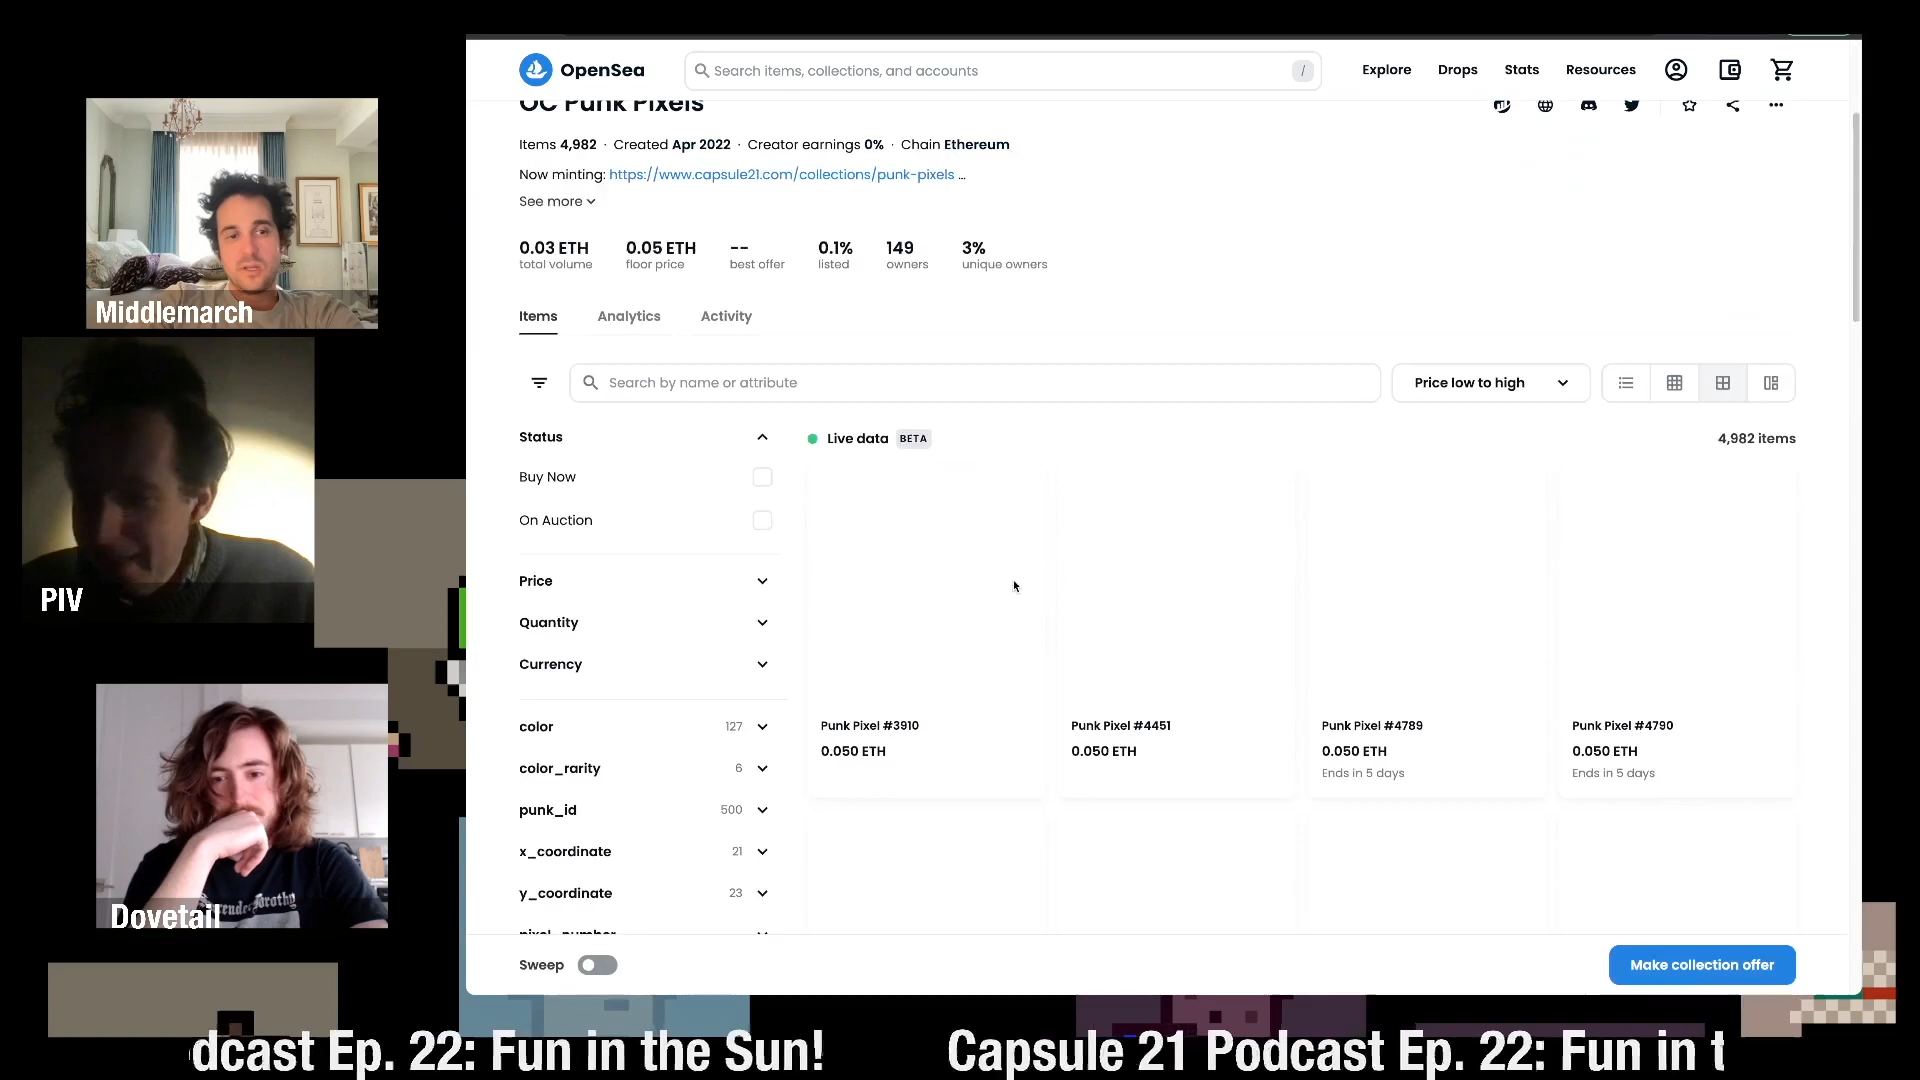 OpenSea
Search items, collections, and accounts
/
Explore
Drops
Stats
Resources
OC Punk Pixels
Items 4,982 · Created Apr 2022 · Creator earnings 0% · Chain Ethereum
Now minting: https://www.capsule21.com/collections/punk-pixels ...
See more
0.03 ETH
total volume
0.05 ETH
floor price
--
best offer
0.1%
listed
149
owners
3%
unique owners
Items
Analytics
Activity
Search by name or attribute
Price low to high
Status
Live data BETA
4,982 items
Buy Now
On Auction
Price
Quantity
Currency
color 127
color_rarity 6
punk_id 500
x_coordinate 21
y_coordinate 23
pixel_number
Punk Pixel #3910
0.050 ETH
Punk Pixel #4451
0.050 ETH
Punk Pixel #4789
0.050 ETH
Ends in 5 days
Punk Pixel #4790
0.050 ETH
Ends in 5 days
Sweep
Make collection offer
Middlemarch
PIV
Dovetail
dcast Ep. 22: Fun in the Sun!
Capsule 21 Podcast Ep. 22: Fun in t